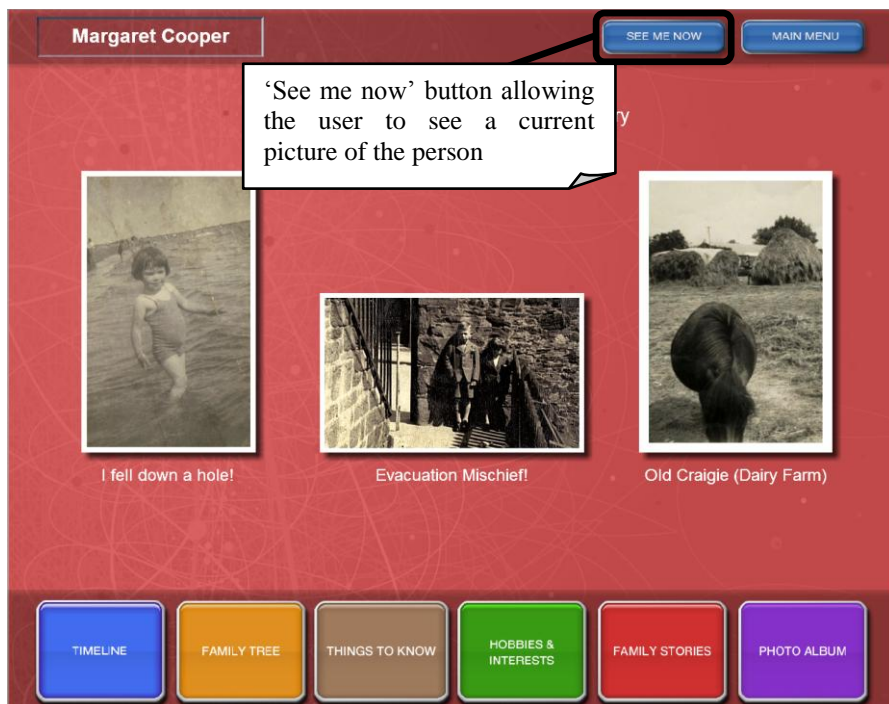 Margaret Cooper
SEE ME NOW
MAIN MENU
‘See me now’ button allowing
the user to see a current
picture of the person
I fell down a hole!
Evacuation Mischief!
Old Craigie (Dairy Farm)
TIMELINE
FAMILY TREE
THINGS TO KNOW
HOBBIES &
INTERESTS
FAMILY STORIES
PHOTO ALBUM